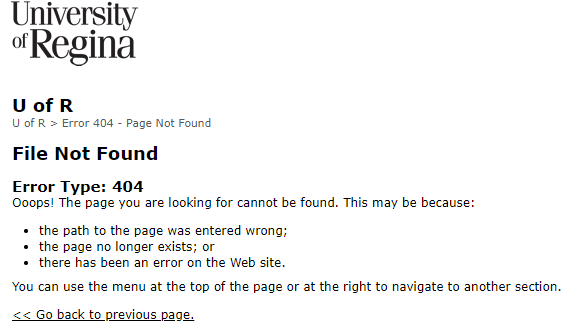 University
of Regina
U of R
U of R > Error 404 - Page Not Found
File Not Found
Error Type: 404
Ooops! The page you are looking for cannot be found. This may be because:
• the path to the page was entered wrong;
• the page no longer exists; or
• there has been an error on the Web site.
You can use the menu at the top of the page or at the right to navigate to another section.
<< Go back to previous page.